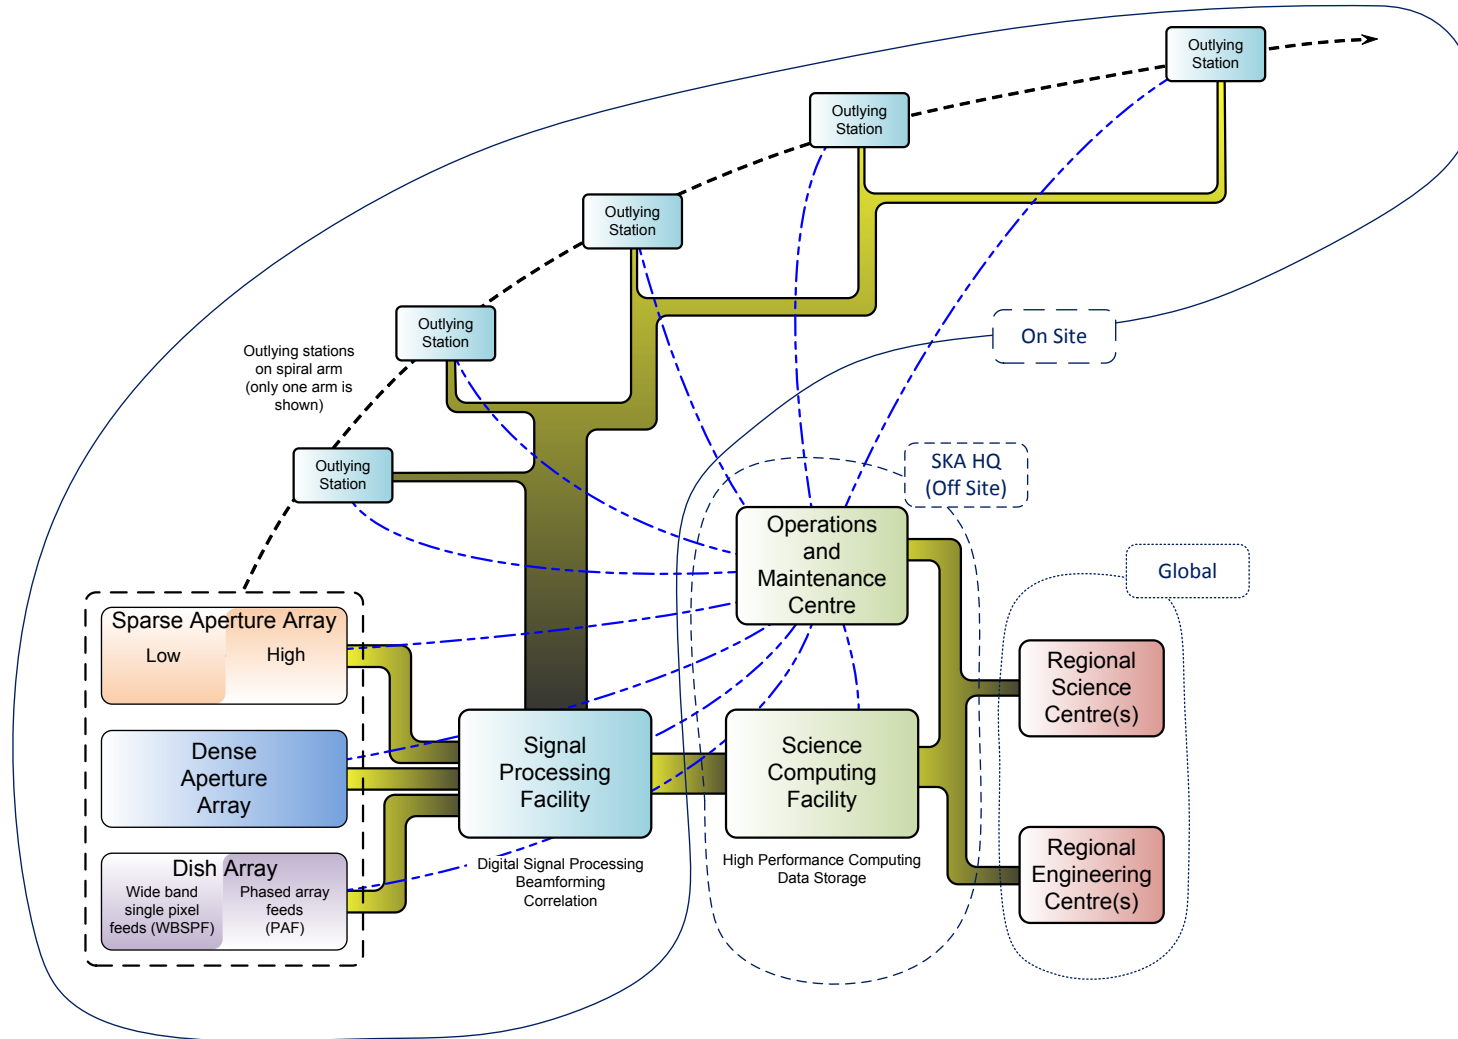 Outlying
Station
Outlying
Station
Outlying
Station
Outlying
Station
Outlying stations
on spiral arm
(only one arm is
shown)
Outlying
Station
On Site
SKA HQ
(Off Site)
Global
Operations
and
Maintenance
Centre
Sparse Aperture Array
Low
High
Dense
Aperture
Array
Dish Array
Wide band
single pixel
feeds (WBSPF)
Phased array
feeds
(PAF)
Signal
Processing
Facility
Digital Signal Processing
Beamforming
Correlation
Science
Computing
Facility
High Performance Computing
Data Storage
Regional
Science
Centre(s)
Regional
Engineering
Centre(s)